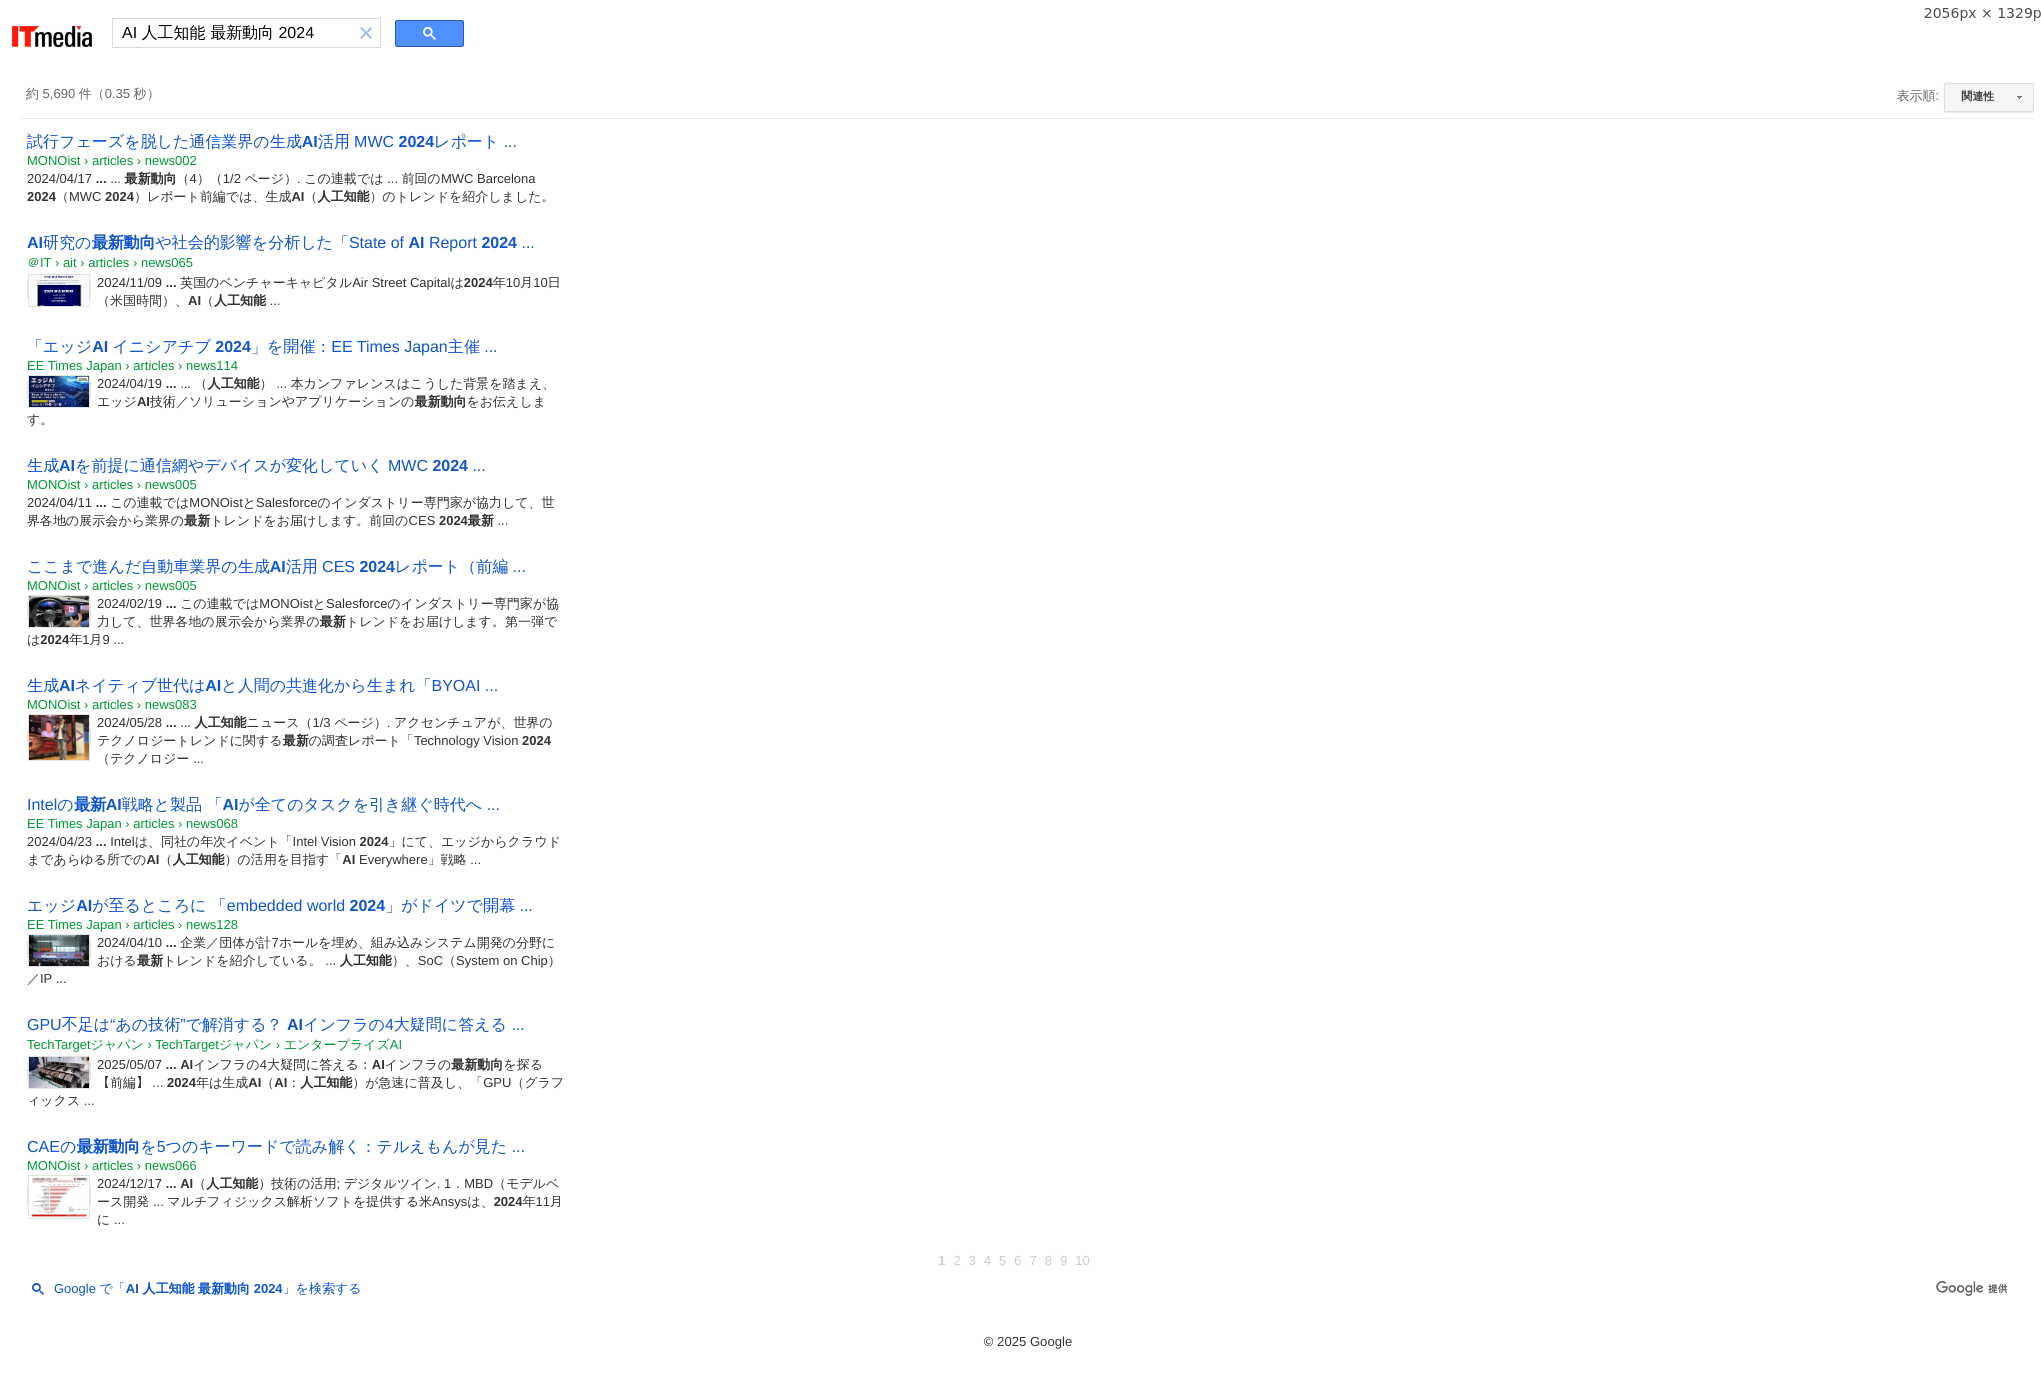 2056px × 1329p
ITmedia
AI 人工知能 最新動向 2024
約 5,690 件（0.35 秒）
表示順: 関連性
試行フェーズを脱した通信業界の生成AI活用 MWC 2024レポート ...
MONOist › articles › news002
2024/04/17 ... ... 最新動向（4）（1/2 ページ）. この連載では ... 前回のMWC Barcelona
2024（MWC 2024）レポート前編では、生成AI（人工知能）のトレンドを紹介しました。
AI研究の最新動向や社会的影響を分析した「State of AI Report 2024 ...
＠IT › ait › articles › news065
2024/11/09 ... 英国のベンチャーキャピタルAir Street Capitalは2024年10月10日
（米国時間）、AI（人工知能 ...
「エッジAI イニシアチブ 2024」を開催：EE Times Japan主催 ...
EE Times Japan › articles › news114
2024/04/19 ... ... （人工知能） ... 本カンファレンスはこうした背景を踏まえ、
エッジAI技術／ソリューションやアプリケーションの最新動向をお伝えしま
す。
生成AIを前提に通信網やデバイスが変化していく MWC 2024 ...
MONOist › articles › news005
2024/04/11 ... この連載ではMONOistとSalesforceのインダストリー専門家が協力して、世
界各地の展示会から業界の最新トレンドをお届けします。前回のCES 2024最新 ...
ここまで進んだ自動車業界の生成AI活用 CES 2024レポート（前編 ...
MONOist › articles › news005
2024/02/19 ... この連載ではMONOistとSalesforceのインダストリー専門家が協
力して、世界各地の展示会から業界の最新トレンドをお届けします。第一弾で
は2024年1月9 ...
生成AIネイティブ世代はAIと人間の共進化から生まれ「BYOAI ...
MONOist › articles › news083
2024/05/28 ... ... 人工知能ニュース（1/3 ページ）. アクセンチュアが、世界の
テクノロジートレンドに関する最新の調査レポート「Technology Vision 2024
（テクノロジー ...
Intelの最新AI戦略と製品 「AIが全てのタスクを引き継ぐ時代へ ...
EE Times Japan › articles › news068
2024/04/23 ... Intelは、同社の年次イベント「Intel Vision 2024」にて、エッジからクラウド
まであらゆる所でのAI（人工知能）の活用を目指す「AI Everywhere」戦略 ...
エッジAIが至るところに 「embedded world 2024」がドイツで開幕 ...
EE Times Japan › articles › news128
2024/04/10 ... 企業／団体が計7ホールを埋め、組み込みシステム開発の分野に
おける最新トレンドを紹介している。 ... 人工知能）、SoC（System on Chip）
／IP ...
GPU不足は“あの技術”で解消する？ AIインフラの4大疑問に答える ...
TechTargetジャパン › TechTargetジャパン › エンタープライズAI
2025/05/07 ... AIインフラの4大疑問に答える：AIインフラの最新動向を探る
【前編】 ... 2024年は生成AI（AI：人工知能）が急速に普及し、「GPU（グラフ
ィックス ...
CAEの最新動向を5つのキーワードで読み解く：テルえもんが見た ...
MONOist › articles › news066
2024/12/17 ... AI（人工知能）技術の活用; デジタルツイン. 1．MBD（モデルベ
ース開発 ... マルチフィジックス解析ソフトを提供する米Ansysは、2024年11月
に ...
1 2 3 4 5 6 7 8 9 10
Google で「AI 人工知能 最新動向 2024」を検索する
Google 提供
© 2025 Google